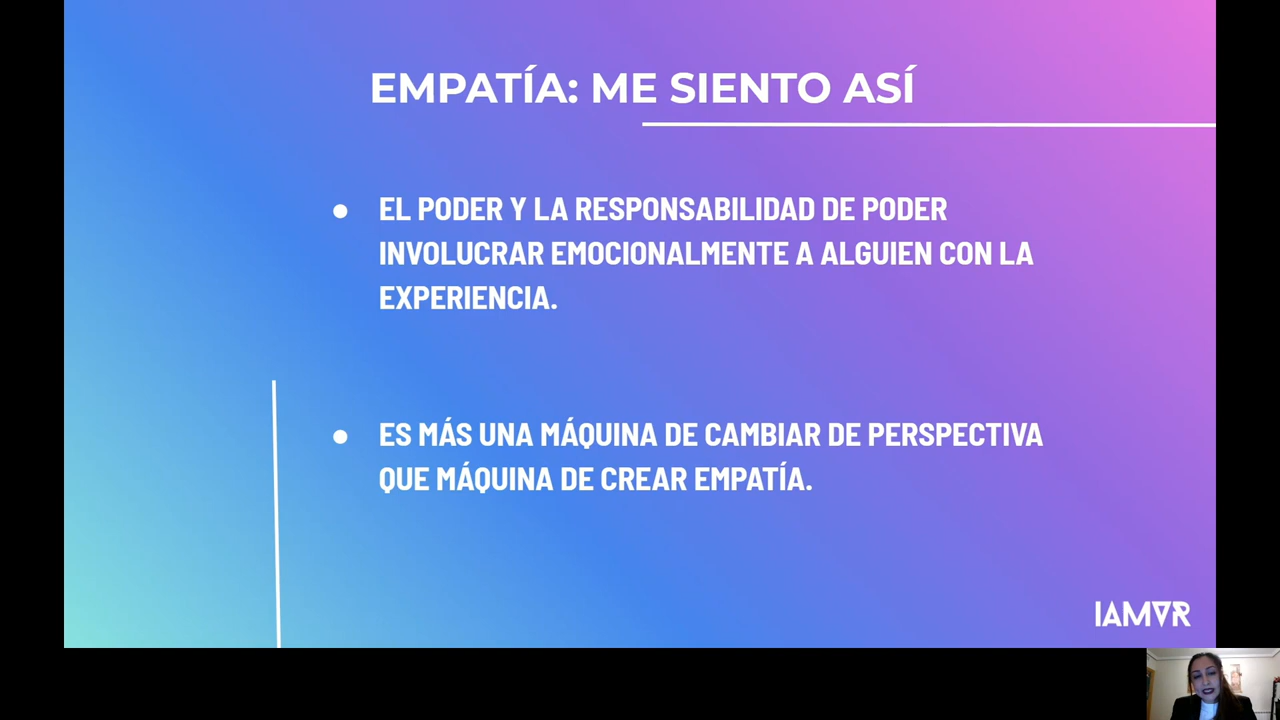 EMPATÍA: ME SIENTO ASÍ
● EL PODER Y LA RESPONSABILIDAD DE PODER
INVOLUCRAR EMOCIONALMENTE A ALGUIEN CON LA
EXPERIENCIA.
● ES MÁS UNA MÁQUINA DE CAMBIAR DE PERSPECTIVA
QUE MÁQUINA DE CREAR EMPATÍA.
IAMVR